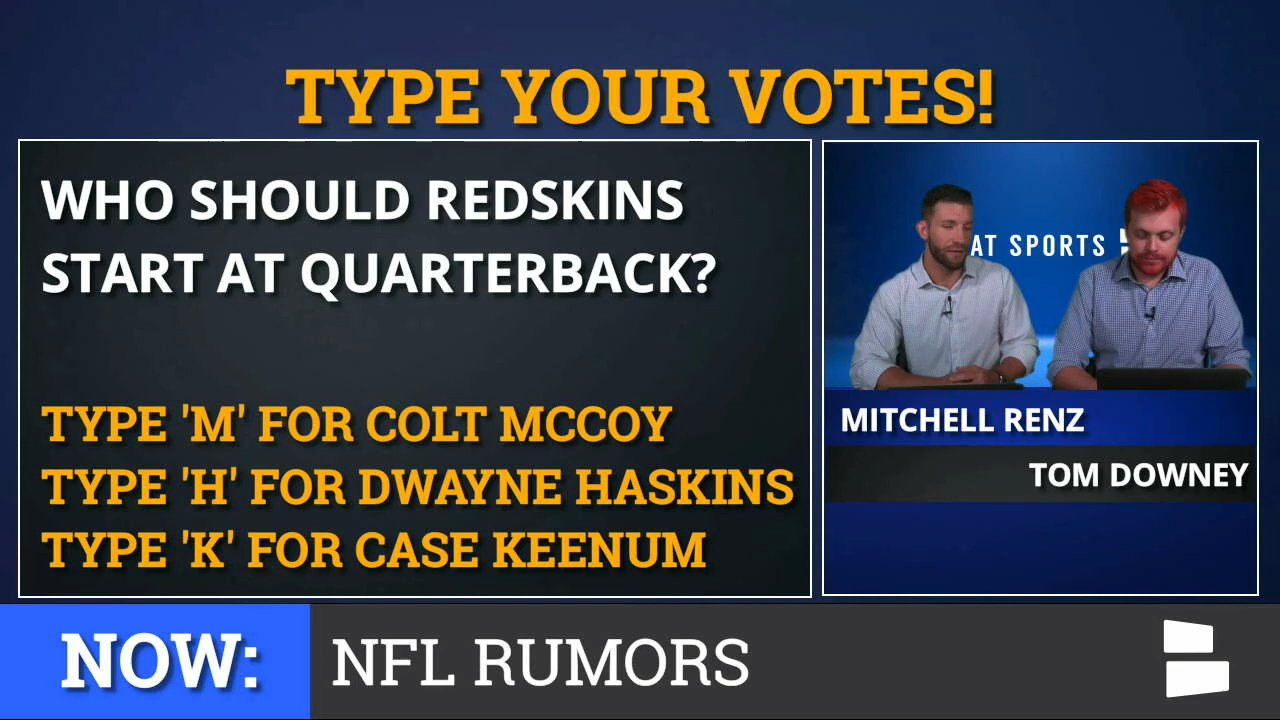 TYPE YOUR VOTES!
WHO SHOULD REDSKINS
START AT QUARTERBACK?
TYPE 'M' FOR COLT MCCOY
TYPE 'H' FOR DWAYNE HASKINS
TYPE 'K' FOR CASE KEENUM
AT SPORTS
MITCHELL RENZ
TOM DOWNEY
NOW:
NFL RUMORS